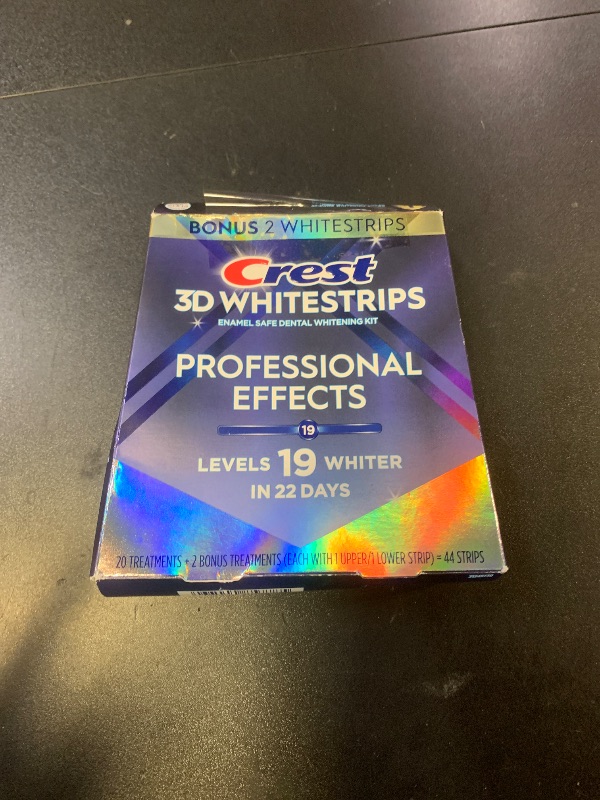 BONUS 2 WHITESTRIPS
Crest
3D WHITESTRIPS
ENAMEL SAFE DENTAL WHITENING KIT
PROFESSIONAL
EFFECTS
19
LEVELS 19 WHITER
IN 22 DAYS
20 TREATMENTS + 2 BONUS TREATMENTS (EACH WITH 1 UPPER/1 LOWER STRIP) = 44 STRIPS